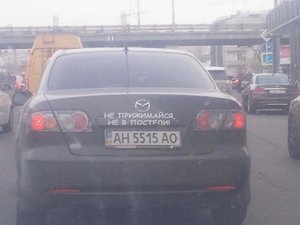 НЕ ПРИЖИМАЙСЯ,
НЕ В ПОСТЕЛИ!
АН 5515 АО